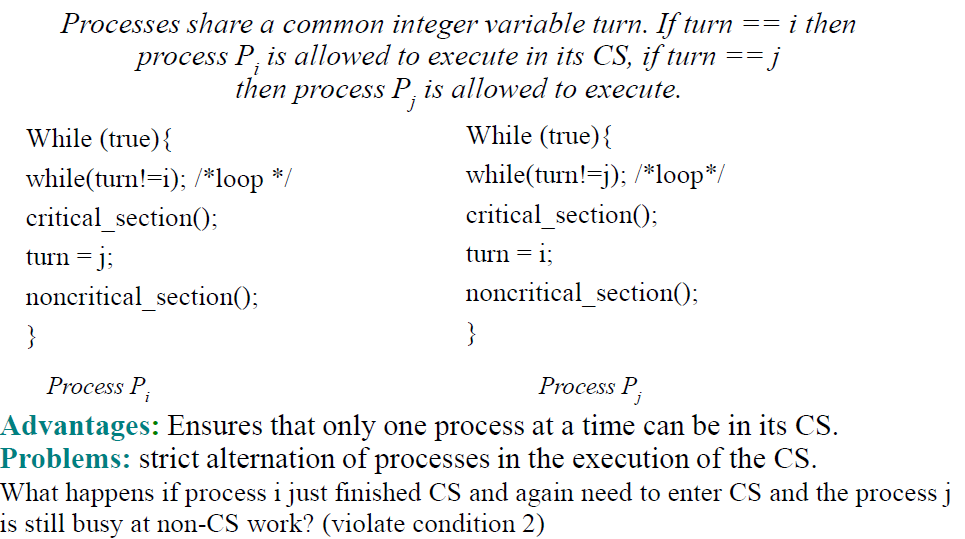 Processes share a common integer variable turn. If turn == i then
process Pi is allowed to execute in its CS, if turn == j
then process Pj is allowed to execute.
While (true){
while(turn!=i); /*loop */
critical_section();
turn = j;
noncritical_section();
}
Process Pi
While (true){
while(turn!=j); /*loop*/
critical_section();
turn = i;
noncritical_section();
}
Process Pj
Advantages: Ensures that only one process at a time can be in its CS.
Problems: strict alternation of processes in the execution of the CS.
What happens if process i just finished CS and again need to enter CS and the process j
is still busy at non-CS work? (violate condition 2)